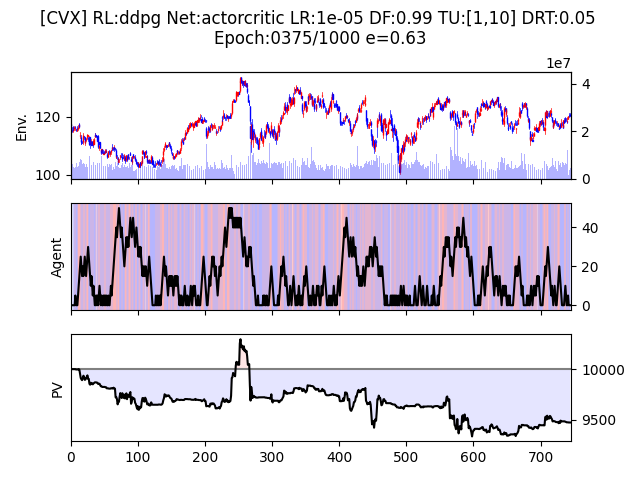 [CVX] RL:ddpg Net:actorcritic LR:1e-05 DF:0.99 TU:[1,10] DRT:0.05
Epoch:0375/1000 e=0.63
1e7
Env.
120
100
4
2
0
Agent
40
20
0
PV
10000
9500
0 100 200 300 400 500 600 700